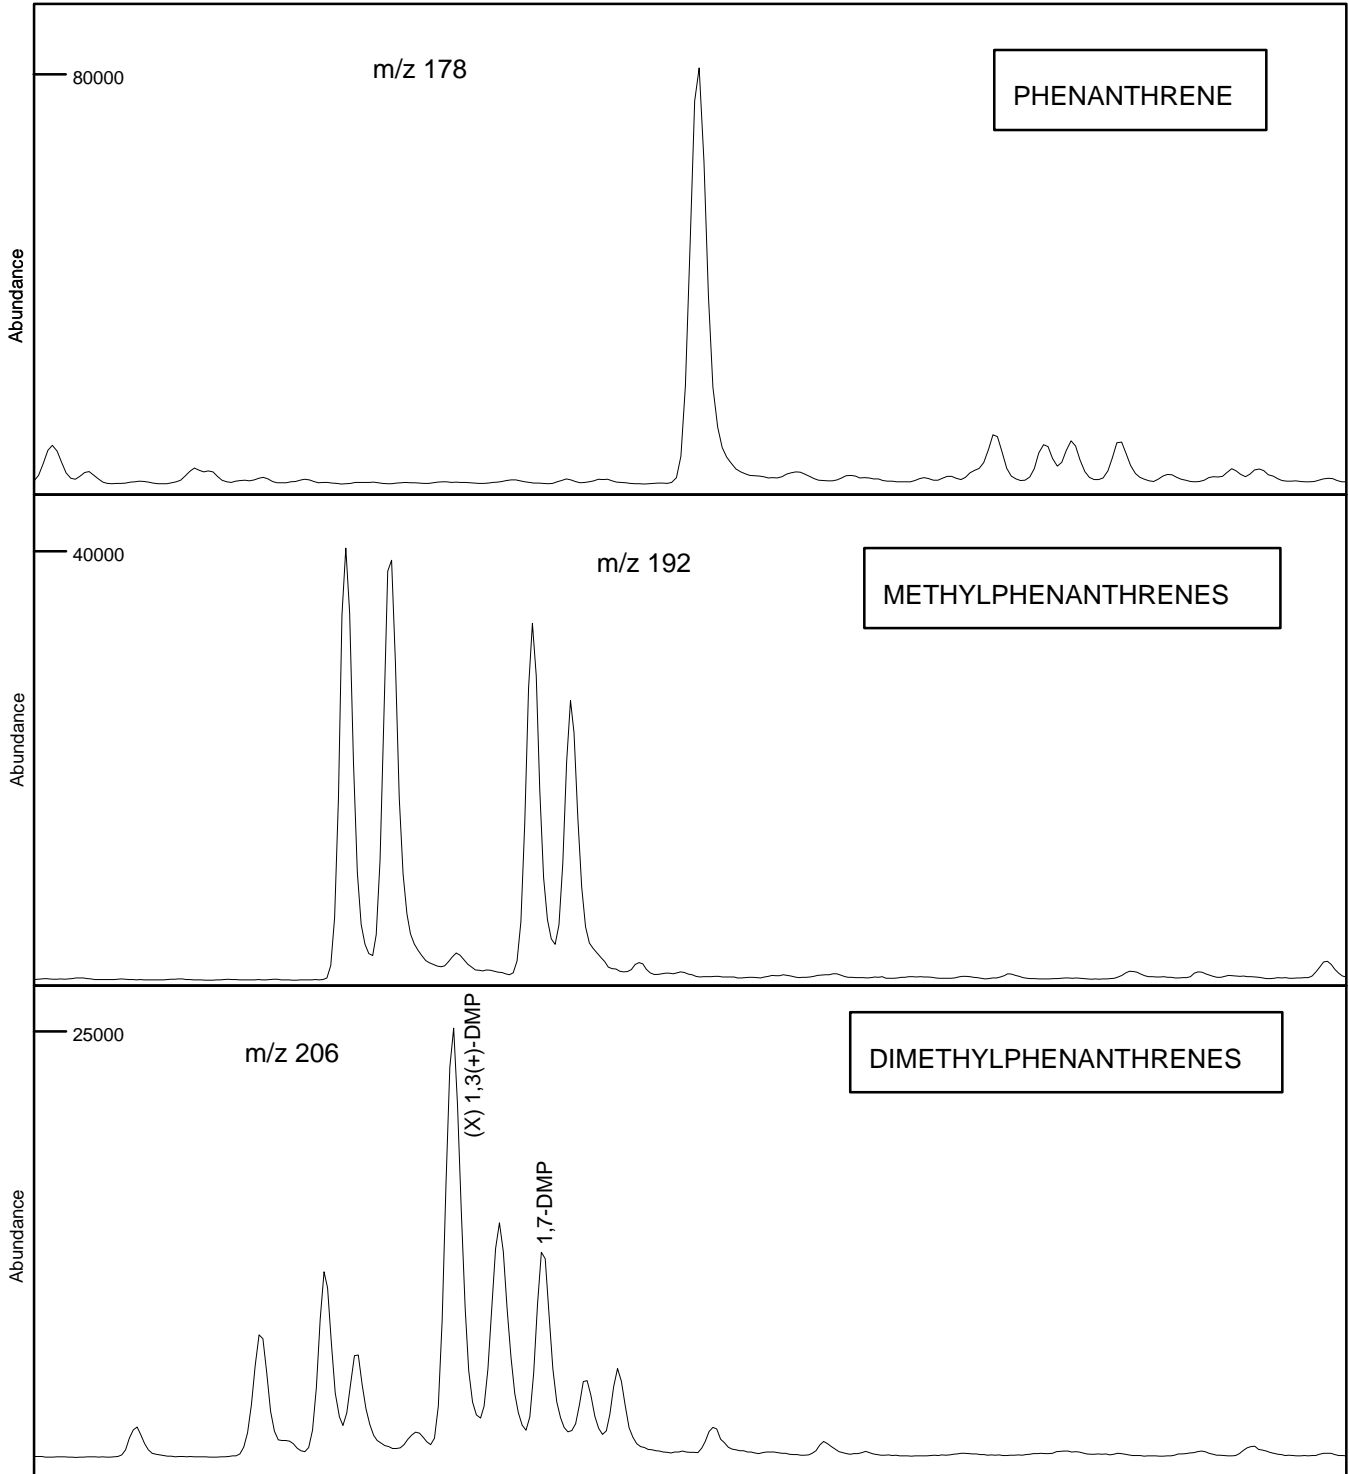 80000
m/z 178
PHENANTHRENE
Abundance
40000
m/z 192
METHYLPHENANTHRENES
Abundance
25000
m/z 206
(X) 1,3(+)-DMP
1,7-DMP
DIMETHYLPHENANTHRENES
Abundance